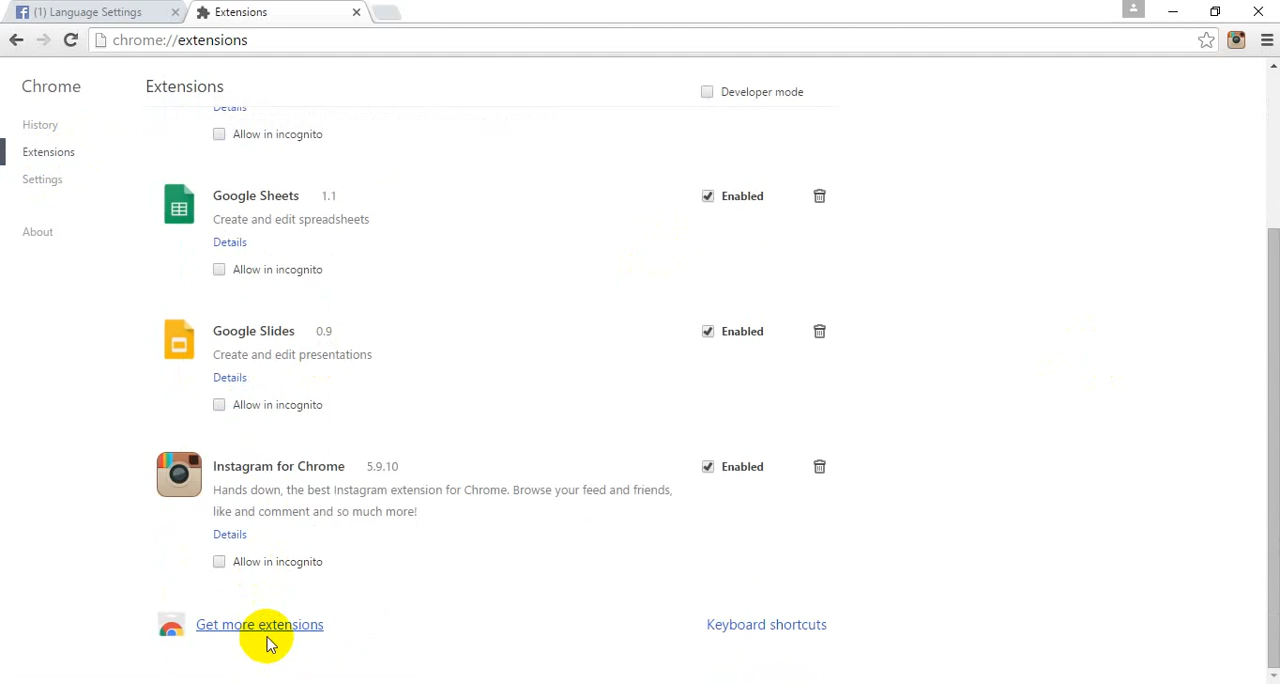 (1) Language Settings
Extensions
chrome://extensions
Chrome
Extensions
Developer mode
History
Extensions
Settings
About
Details
Allow in incognito
Google Sheets 1.1
Enabled
Create and edit spreadsheets
Details
Allow in incognito
Google Slides 0.9
Enabled
Create and edit presentations
Details
Allow in incognito
Instagram for Chrome 5.9.10
Enabled
Hands down, the best Instagram extension for Chrome. Browse your feed and friends,
like and comment and so much more!
Details
Allow in incognito
Get more extensions
Keyboard shortcuts